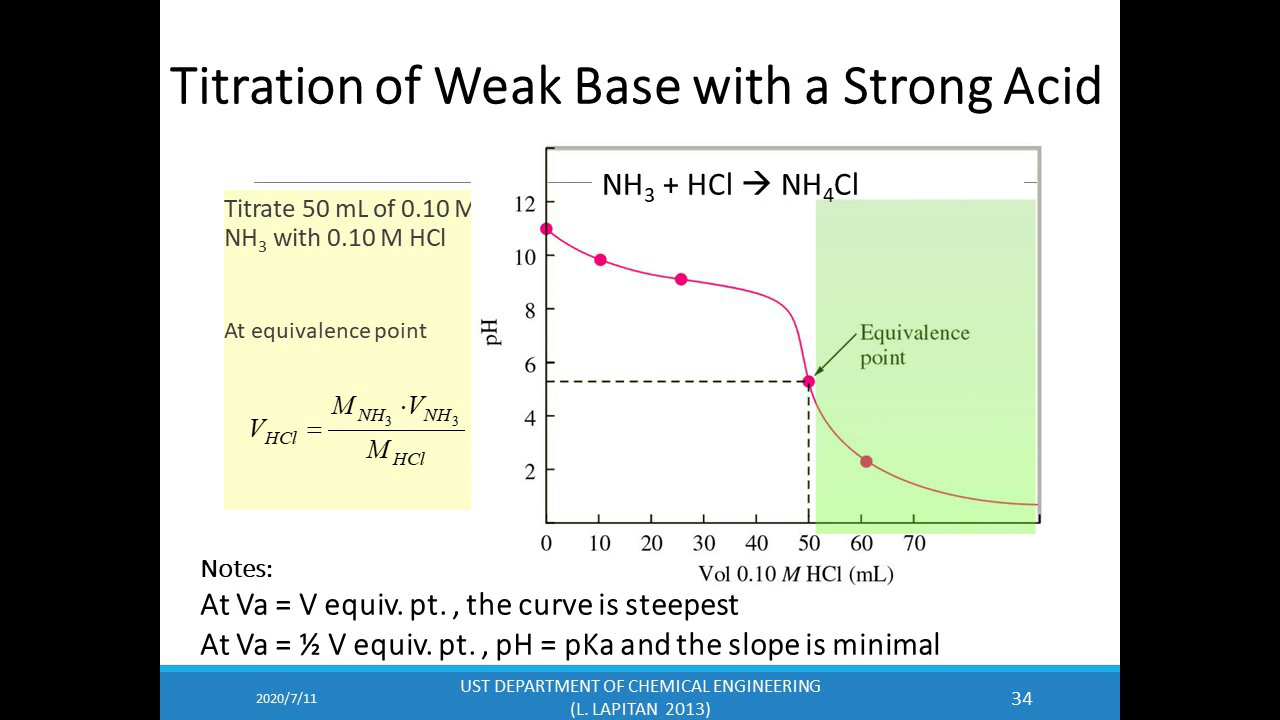 Titration of Weak Base with a Strong Acid
Titrate 50 mL of 0.10 M
NH₃ with 0.10 M HCl
At equivalence point
V_HCl = (M_NH₃ · V_NH₃) / M_HCl
NH₃ + HCl → NH₄Cl
12
10
8
6
4
2
pH
Equivalence
point
0 10 20 30 40 50 60 70
Vol 0.10 M HCl (mL)
Notes:
At Va = V equiv. pt. , the curve is steepest
At Va = ½ V equiv. pt. , pH = pKa and the slope is minimal
2020/7/11
UST DEPARTMENT OF CHEMICAL ENGINEERING
(L. LAPITAN 2013)
34